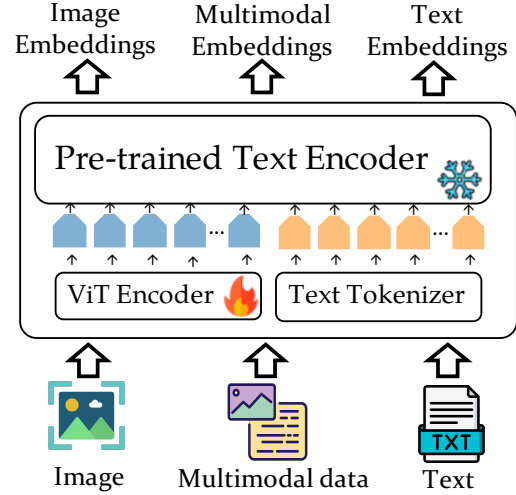 Image Multimodal Text
Embeddings Embeddings Embeddings
Pre-trained Text Encoder
... ...
ViT Encoder Text Tokenizer
TXT
Image Multimodal data Text